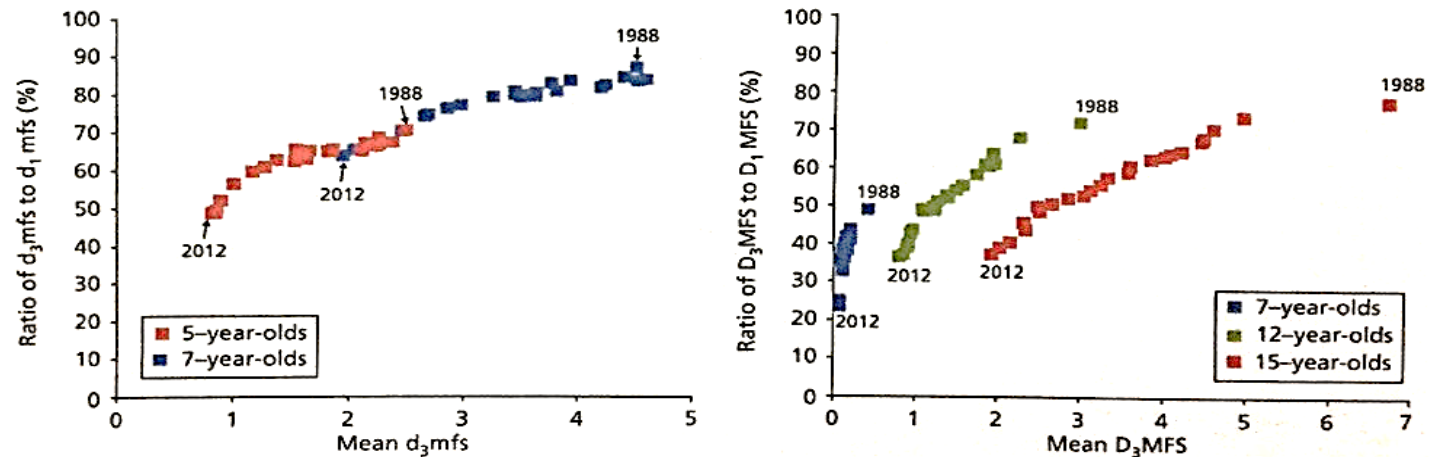 Ratio of d₃mfs to d₁ mfs (%)
100
90
80
70
60
50
40
30
20
10
0
1988
1988
2012
2012
5–year-olds
7–year-olds
0 1 2 3 4 5
Mean d₃mfs
Ratio of D₃MFS to D₁ MFS (%)
100
90
80
70
60
50
40
30
20
10
0
1988
1988
1988
2012
2012
2012
7–year-olds
12–year-olds
15–year-olds
0 1 2 3 4 5 6 7
Mean D₃MFS